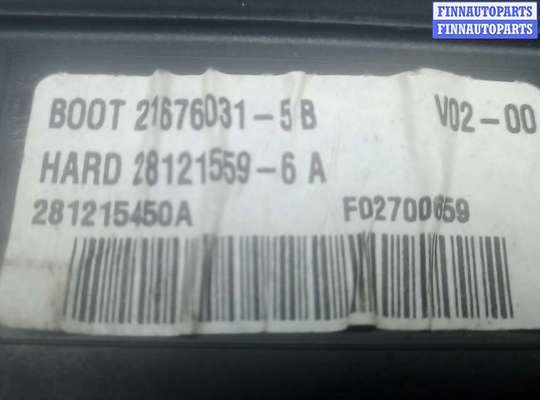 FINNAUTOPARTS
FINNAUTOPARTS
BOOT 21676031-5 B V02-00
HARD 28121559-6 A
281215450A F02700659